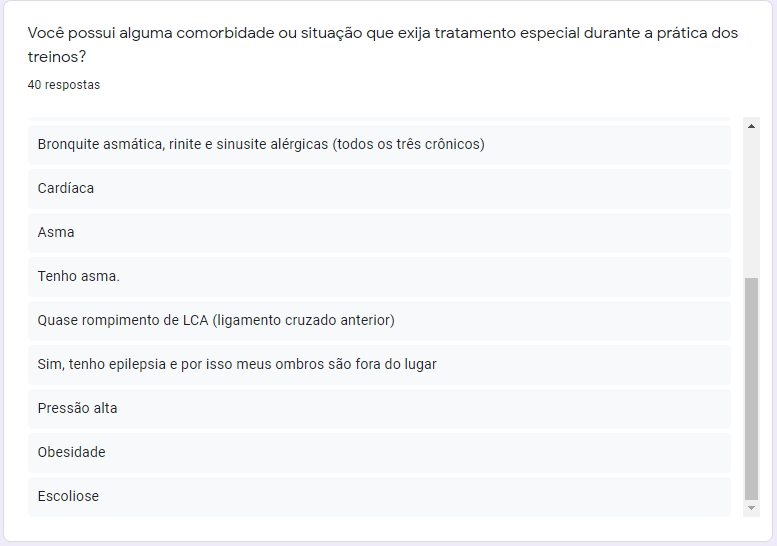 Você possui alguma comorbidade ou situação que exija tratamento especial durante a prática dos
treinos?
40 respostas
Bronquite asmática, rinite e sinusite alérgicas (todos os três crônicos)
Cardíaca
Asma
Tenho asma.
Quase rompimento de LCA (ligamento cruzado anterior)
Sim, tenho epilepsia e por isso meus ombros são fora do lugar
Pressão alta
Obesidade
Escoliose